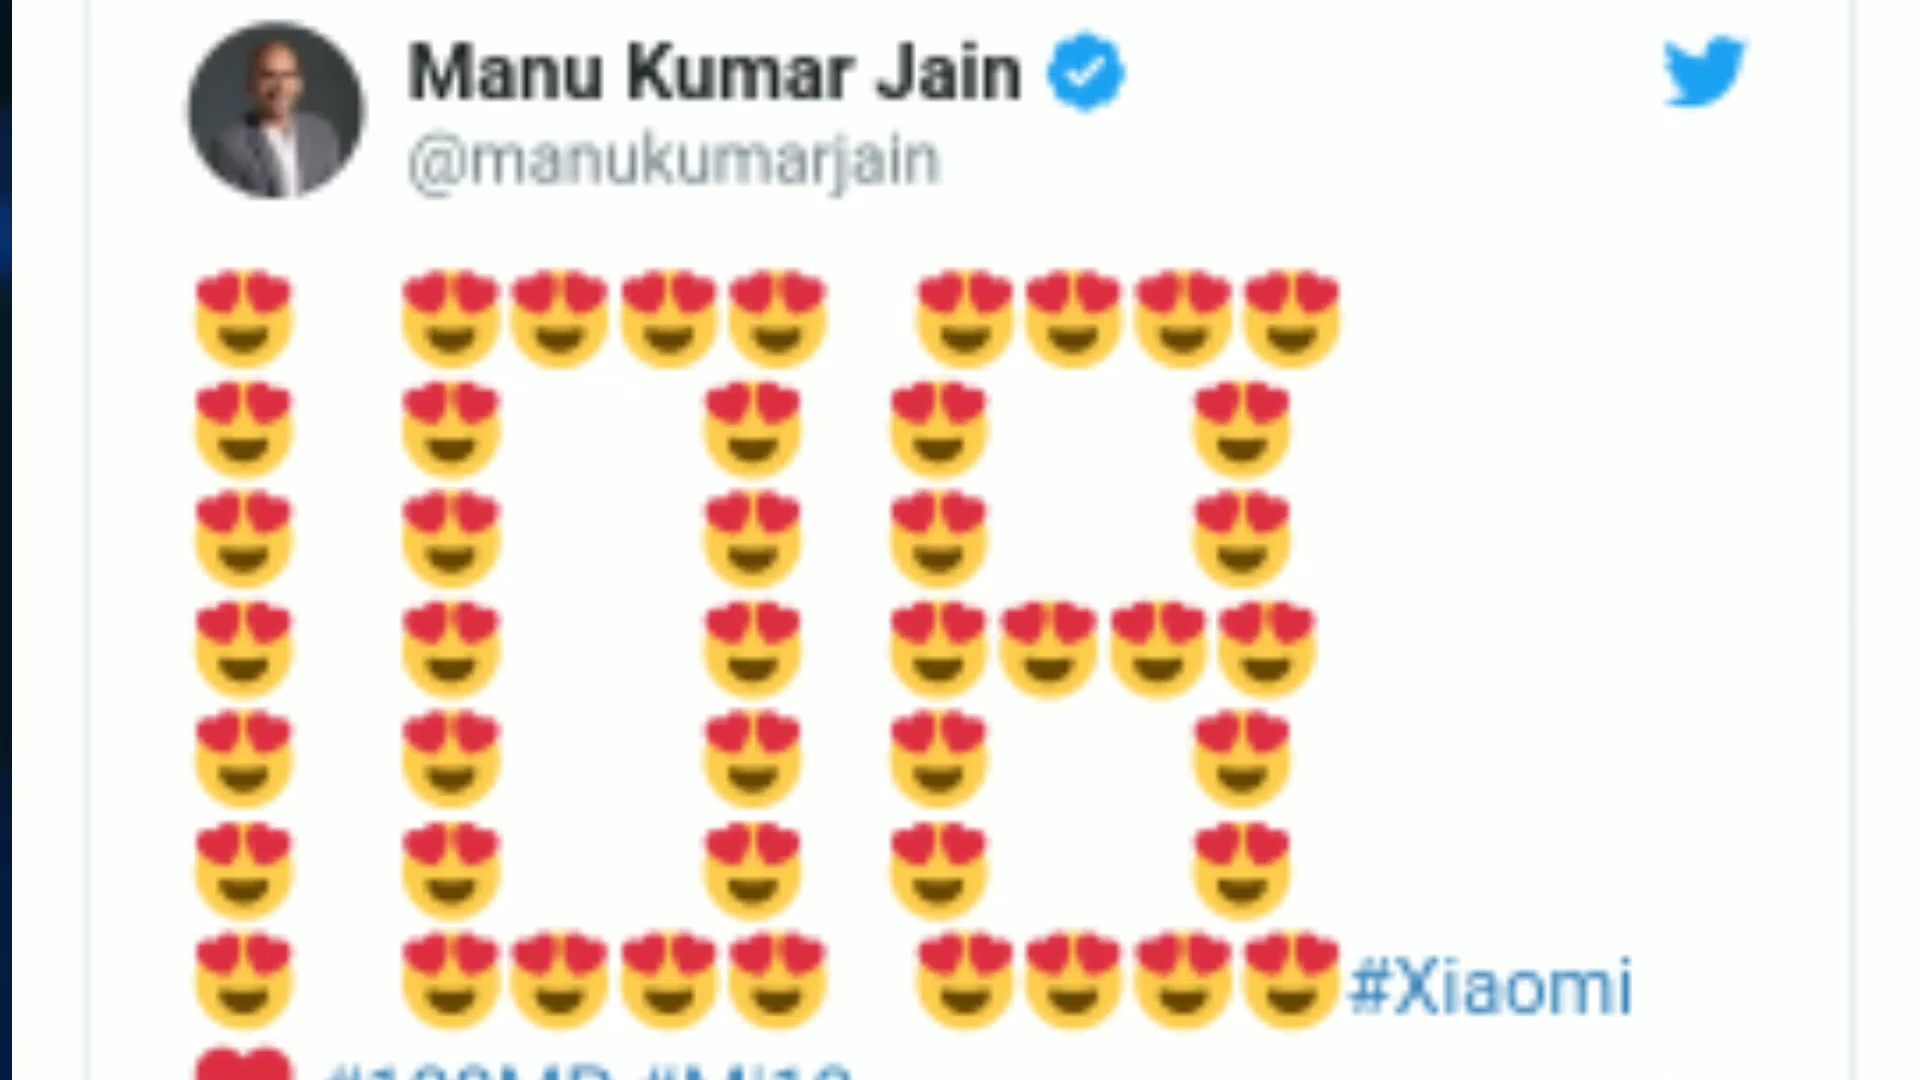 Manu Kumar Jain
@manukumarjain
😍 😍😍😍😍 😍😍😍😍
😍 😍 😍 😍 😍
😍 😍 😍 😍 😍
😍 😍 😍 😍😍😍😍
😍 😍 😍 😍 😍
😍 😍 😍 😍 😍
😍 😍😍😍😍 😍😍😍😍#Xiaomi